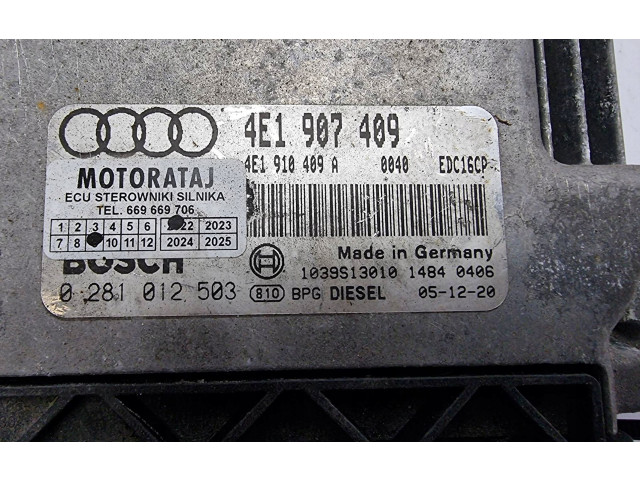 4E1 907 409
4E1 910 409 A 0040 EDC16CP
MOTORATAJ
ECU STEROWNIKI SILNIKA
TEL. 669 669 706
1 2 3 4 5 6 2022 2023
7 8 10 11 12 2024 2025
BOSCH
Made in Germany
1039S13010 1484 0406
0 281 012 503 810 BPG DIESEL 05-12-20